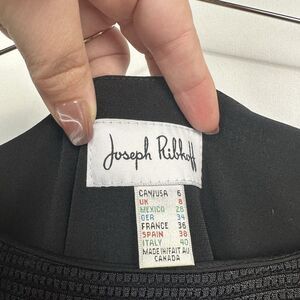 Joseph Ribkoff
CAN/USA 6
UK 8
MEXICO 28
GER 34
FRANCE 36
SPAIN 38
ITALY 40
MADE IN/FAIT AU
CANADA